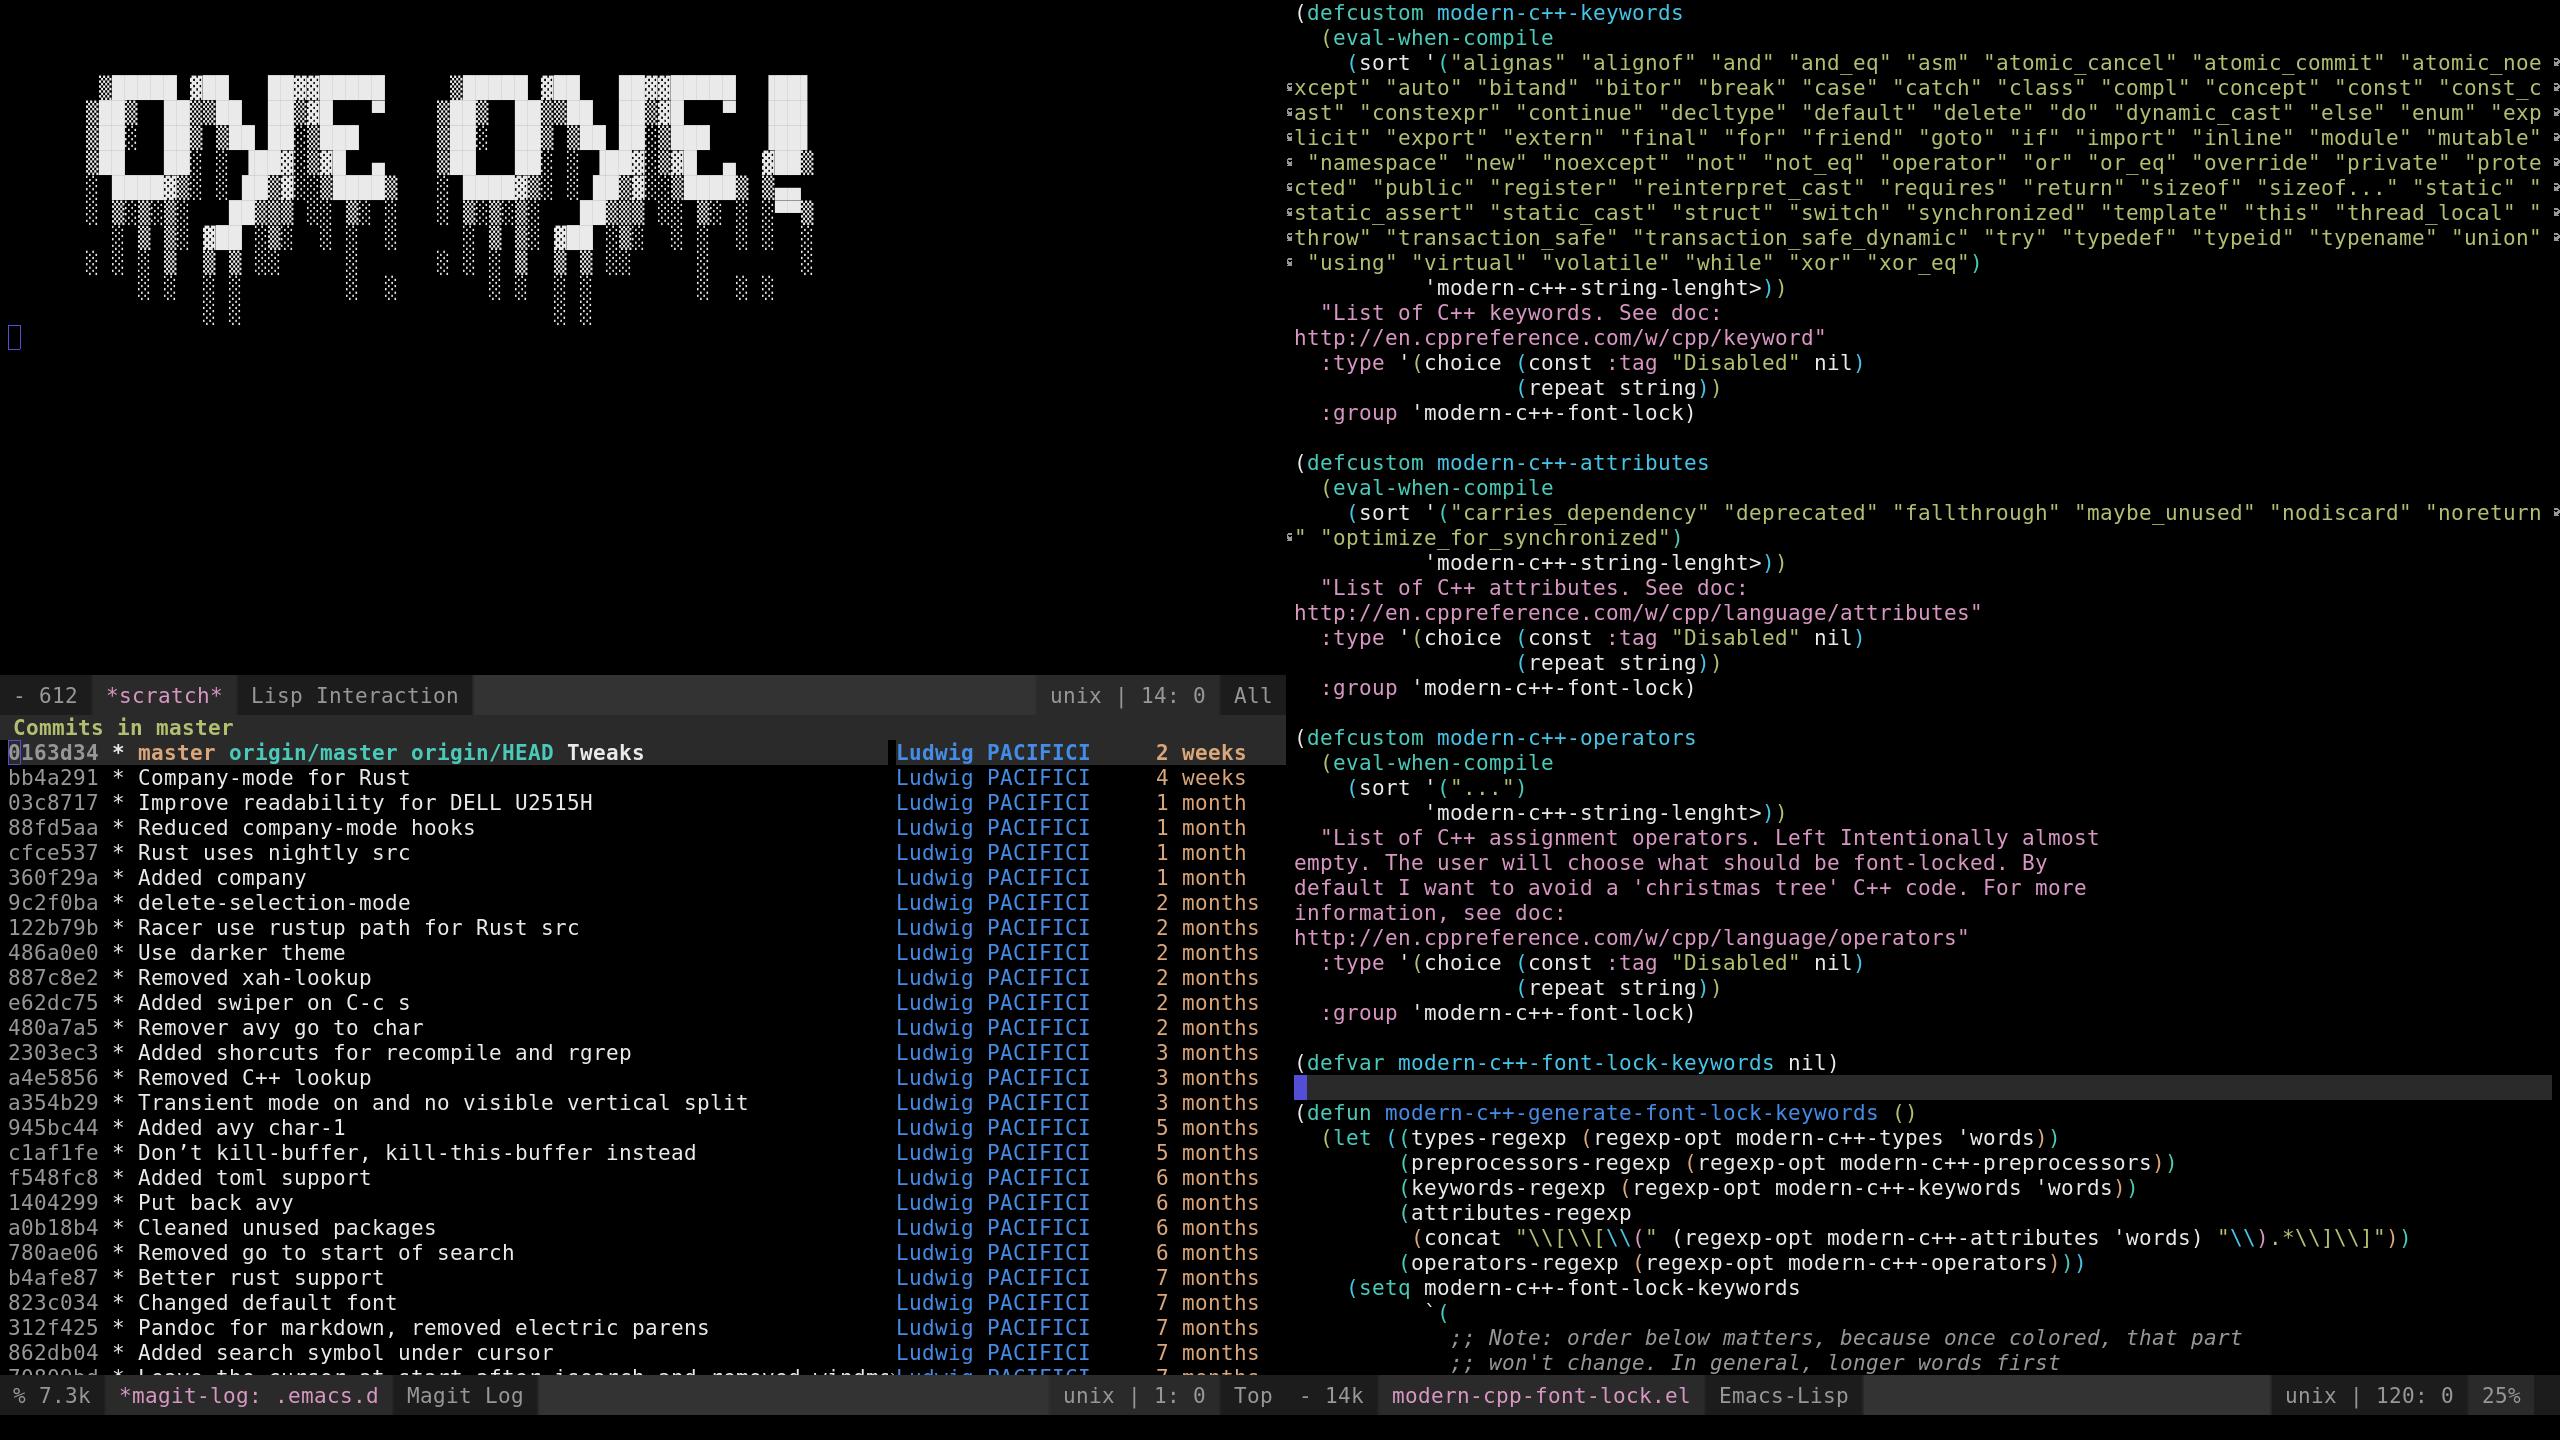 - 612 *scratch* Lisp Interaction unix | 14: 0 All
Commits in master
0163d34 * master origin/master origin/HEAD Tweaks Ludwig PACIFICI 2 weeks
bb4a291 * Company-mode for Rust Ludwig PACIFICI 4 weeks
03c8717 * Improve readability for DELL U2515H Ludwig PACIFICI 1 month
88fd5aa * Reduced company-mode hooks Ludwig PACIFICI 1 month
cfce537 * Rust uses nightly src Ludwig PACIFICI 1 month
360f29a * Added company Ludwig PACIFICI 1 month
9c2f0ba * delete-selection-mode Ludwig PACIFICI 2 months
122b79b * Racer use rustup path for Rust src Ludwig PACIFICI 2 months
486a0e0 * Use darker theme Ludwig PACIFICI 2 months
887c8e2 * Removed xah-lookup Ludwig PACIFICI 2 months
e62dc75 * Added swiper on C-c s Ludwig PACIFICI 2 months
480a7a5 * Remover avy go to char Ludwig PACIFICI 2 months
2303ec3 * Added shorcuts for recompile and rgrep Ludwig PACIFICI 3 months
a4e5856 * Removed C++ lookup Ludwig PACIFICI 3 months
a354b29 * Transient mode on and no visible vertical split Ludwig PACIFICI 3 months
945bc44 * Added avy char-1 Ludwig PACIFICI 5 months
c1af1fe * Don’t kill-buffer, kill-this-buffer instead Ludwig PACIFICI 5 months
f548fc8 * Added toml support Ludwig PACIFICI 6 months
1404299 * Put back avy Ludwig PACIFICI 6 months
a0b18b4 * Cleaned unused packages Ludwig PACIFICI 6 months
780ae06 * Removed go to start of search Ludwig PACIFICI 6 months
b4afe87 * Better rust support Ludwig PACIFICI 7 months
823c034 * Changed default font Ludwig PACIFICI 7 months
312f425 * Pandoc for markdown, removed electric parens Ludwig PACIFICI 7 months
862db04 * Added search symbol under cursor Ludwig PACIFICI 7 months
% 7.3k *magit-log: .emacs.d Magit Log unix | 1: 0 Top
(defcustom modern-c++-keywords
  (eval-when-compile
    (sort '("alignas" "alignof" "and" "and_eq" "asm" "atomic_cancel" "atomic_commit" "atomic_noe
xcept" "auto" "bitand" "bitor" "break" "case" "catch" "class" "compl" "concept" "const" "const_c
ast" "constexpr" "continue" "decltype" "default" "delete" "do" "dynamic_cast" "else" "enum" "exp
licit" "export" "extern" "final" "for" "friend" "goto" "if" "import" "inline" "module" "mutable"
 "namespace" "new" "noexcept" "not" "not_eq" "operator" "or" "or_eq" "override" "private" "prote
cted" "public" "register" "reinterpret_cast" "requires" "return" "sizeof" "sizeof..." "static" "
static_assert" "static_cast" "struct" "switch" "synchronized" "template" "this" "thread_local" "
throw" "transaction_safe" "transaction_safe_dynamic" "try" "typedef" "typeid" "typename" "union"
 "using" "virtual" "volatile" "while" "xor" "xor_eq")
          'modern-c++-string-lenght>))
  "List of C++ keywords. See doc:
http://en.cppreference.com/w/cpp/keyword"
  :type '(choice (const :tag "Disabled" nil)
                 (repeat string))
  :group 'modern-c++-font-lock)
(defcustom modern-c++-attributes
  (eval-when-compile
    (sort '("carries_dependency" "deprecated" "fallthrough" "maybe_unused" "nodiscard" "noreturn
" "optimize_for_synchronized")
          'modern-c++-string-lenght>))
  "List of C++ attributes. See doc:
http://en.cppreference.com/w/cpp/language/attributes"
  :type '(choice (const :tag "Disabled" nil)
                 (repeat string))
  :group 'modern-c++-font-lock)
(defcustom modern-c++-operators
  (eval-when-compile
    (sort '("...")
          'modern-c++-string-lenght>))
  "List of C++ assignment operators. Left Intentionally almost
empty. The user will choose what should be font-locked. By
default I want to avoid a 'christmas tree' C++ code. For more
information, see doc:
http://en.cppreference.com/w/cpp/language/operators"
  :type '(choice (const :tag "Disabled" nil)
                 (repeat string))
  :group 'modern-c++-font-lock)
(defvar modern-c++-font-lock-keywords nil)
(defun modern-c++-generate-font-lock-keywords ()
  (let ((types-regexp (regexp-opt modern-c++-types 'words))
        (preprocessors-regexp (regexp-opt modern-c++-preprocessors))
        (keywords-regexp (regexp-opt modern-c++-keywords 'words))
        (attributes-regexp
         (concat "\\[\\[\\(" (regexp-opt modern-c++-attributes 'words) "\\).*\\]\\]"))
        (operators-regexp (regexp-opt modern-c++-operators)))
    (setq modern-c++-font-lock-keywords
          `(
            ;; Note: order below matters, because once colored, that part
            ;; won't change. In general, longer words first
- 14k modern-cpp-font-lock.el Emacs-Lisp unix | 120: 0 25%